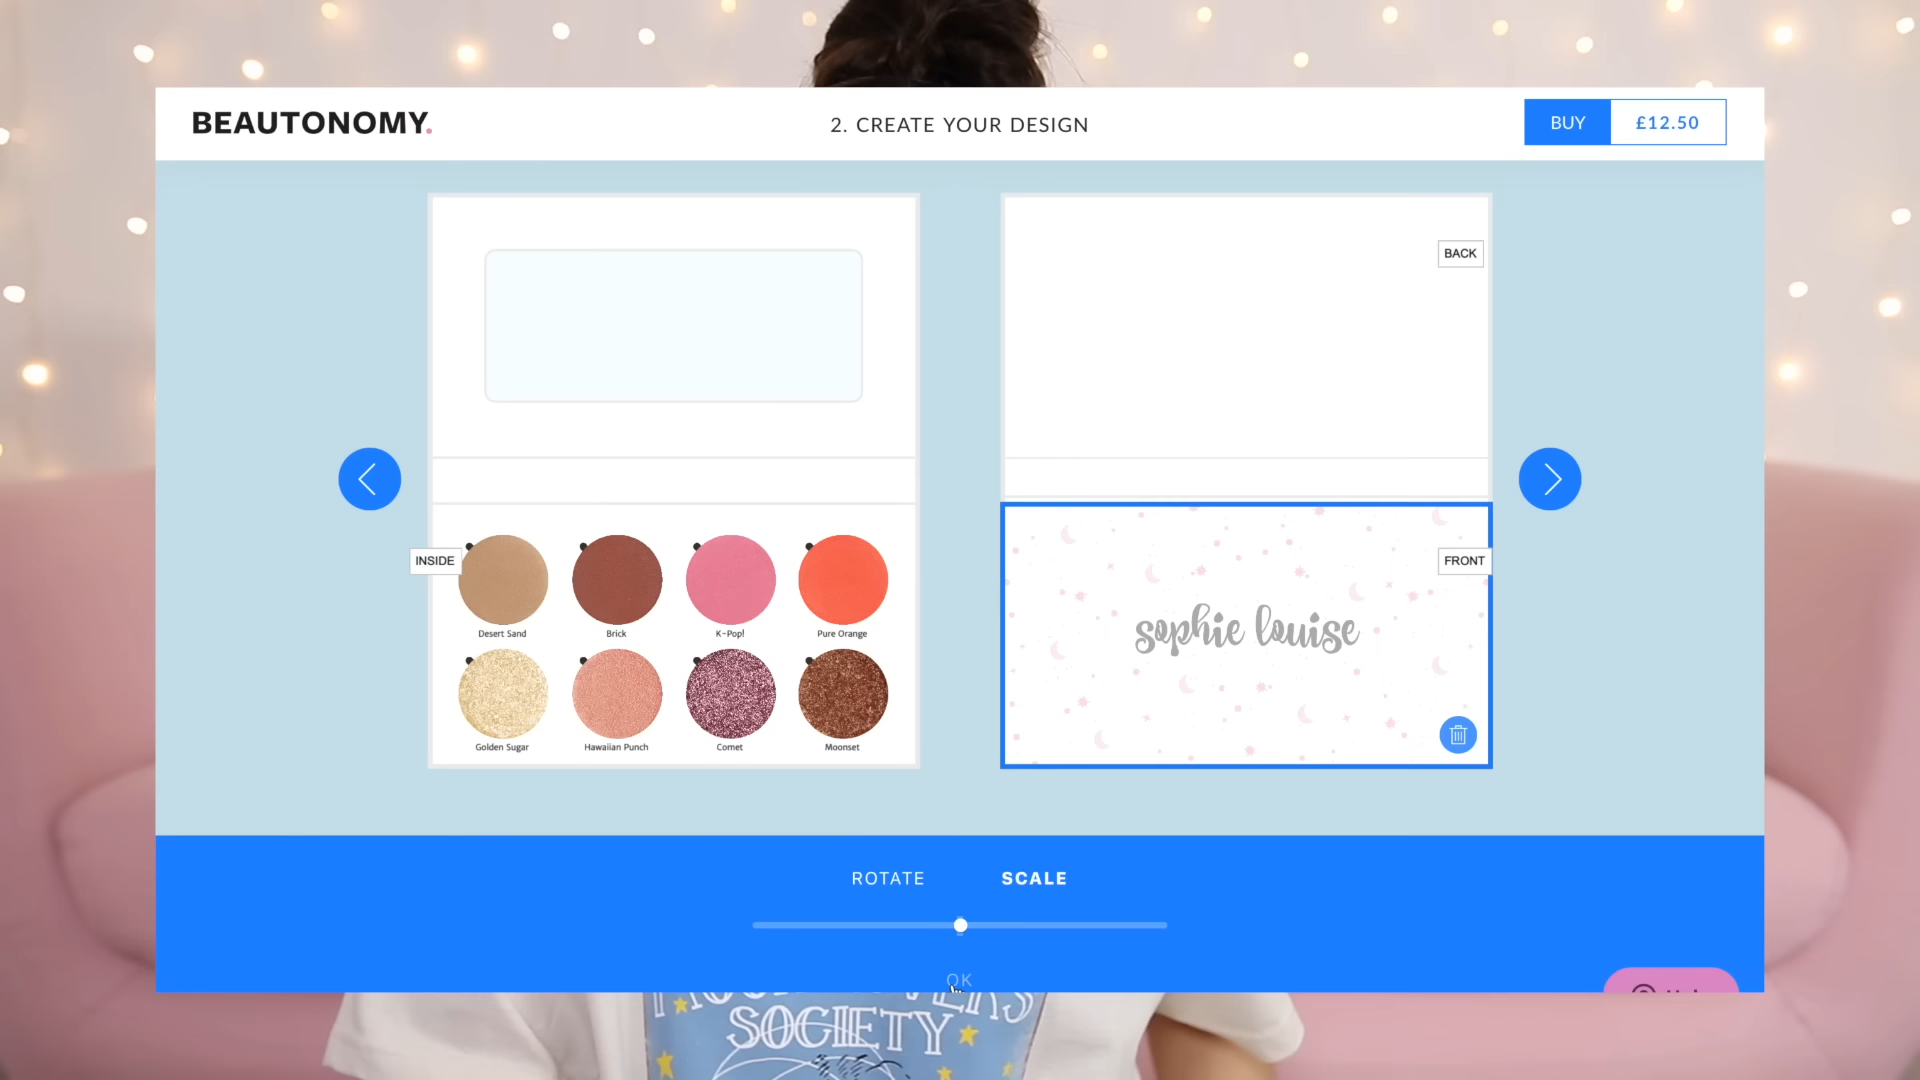 BEAUTONOMY.
2. CREATE YOUR DESIGN
BUY £12.50
BACK
INSIDE
FRONT
Desert Sand Brick K-Pop! Pure Orange
sophie louise
Golden Sugar Hawaiian Punch Comet Moonset
ROTATE SCALE
OK
SOCIETY